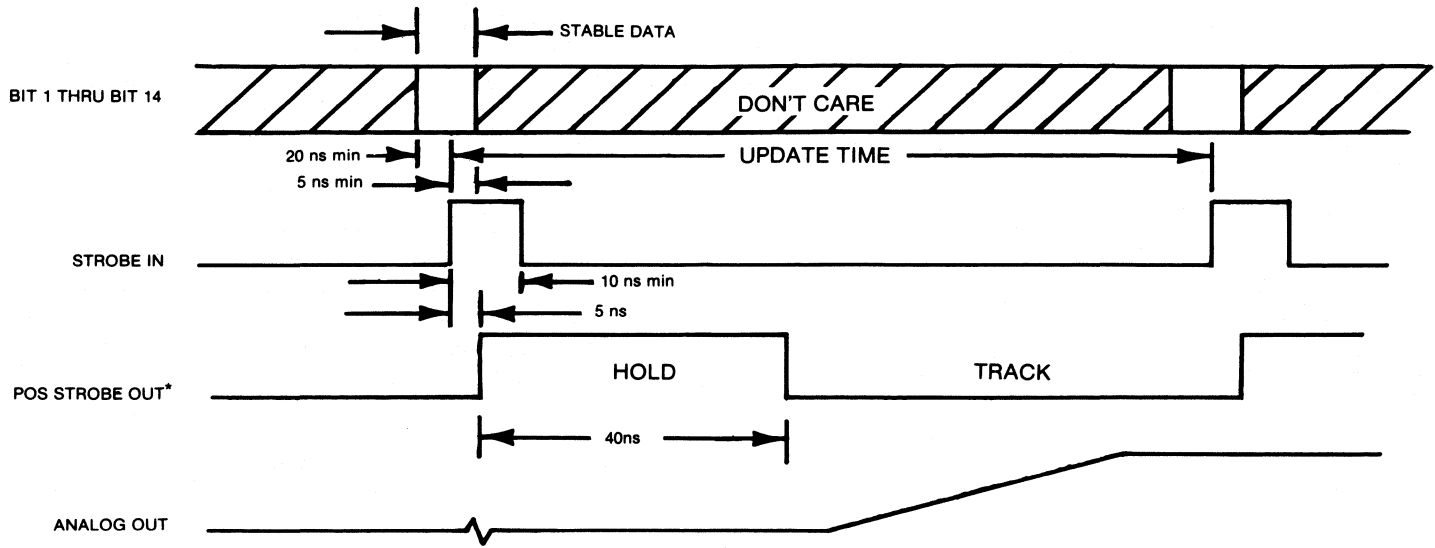 STABLE DATA
BIT 1 THRU BIT 14
DON'T CARE
20 ns min
UPDATE TIME
5 ns min
STROBE IN
10 ns min
5 ns
HOLD
TRACK
POS STROBE OUT*
40ns
ANALOG OUT